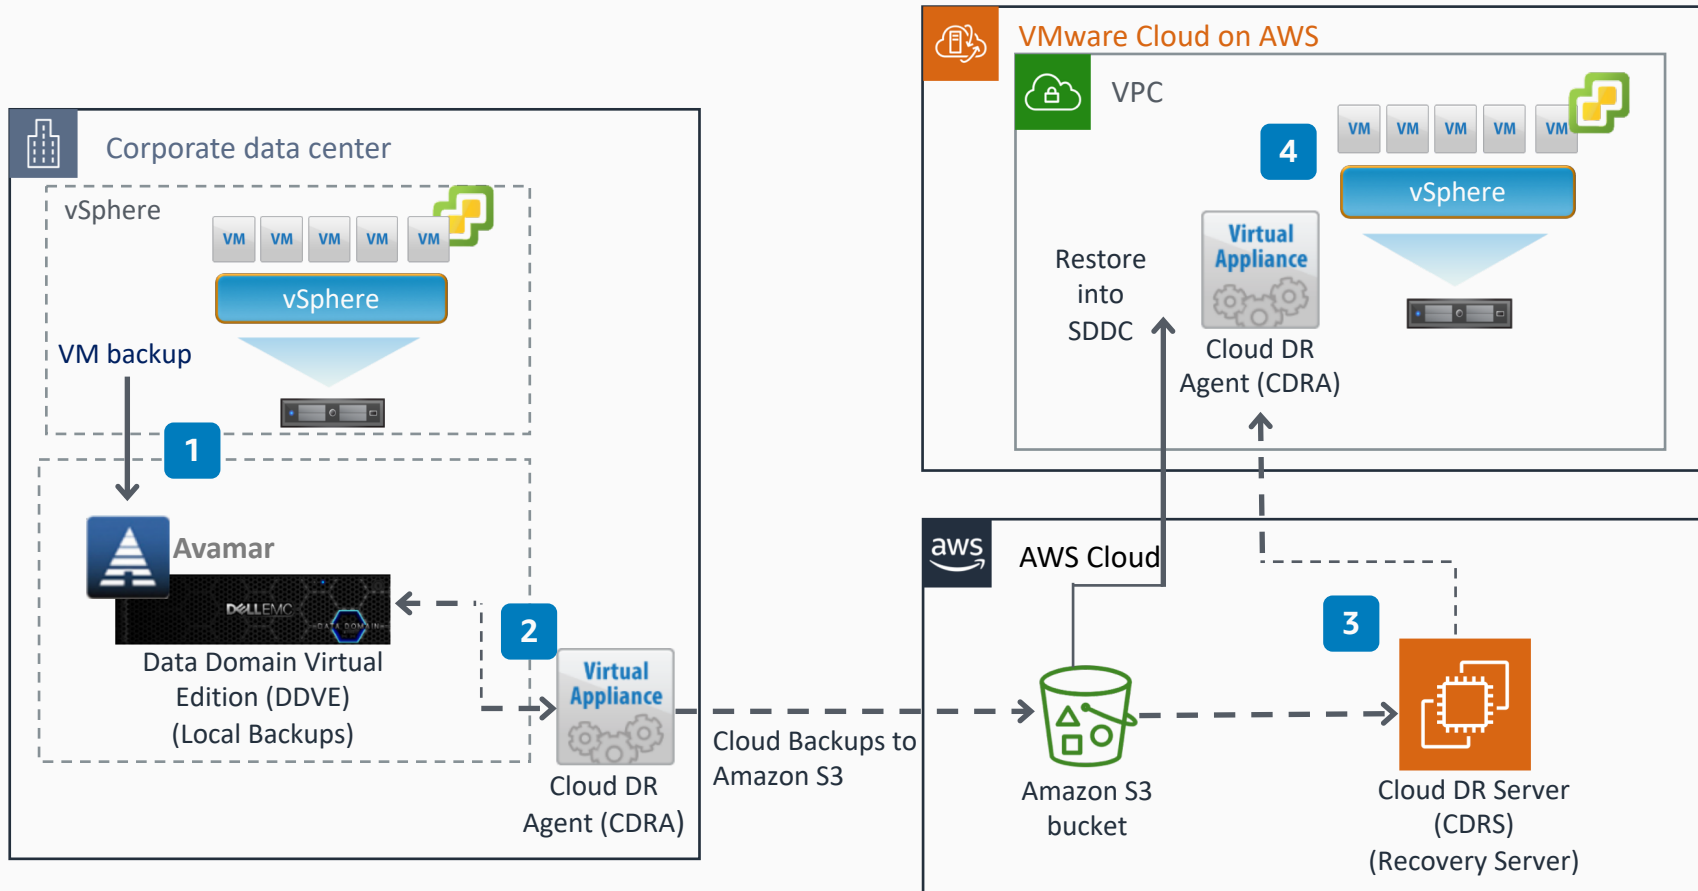 VMware Cloud on AWS
VPC
VM VM VM VM VM
4
vSphere
Virtual
Appliance
Restore
into
SDDC
Cloud DR
Agent (CDRA)
Corporate data center
vSphere
VM VM VM VM VM
vSphere
VM backup
1
Avamar
DELLEMC
DATA DOMAIN
Data Domain Virtual
Edition (DDVE)
(Local Backups)
2
Virtual
Appliance
Cloud DR
Agent (CDRA)
Cloud Backups to
Amazon S3
aws
AWS Cloud
3
Amazon S3
bucket
Cloud DR Server
(CDRS)
(Recovery Server)